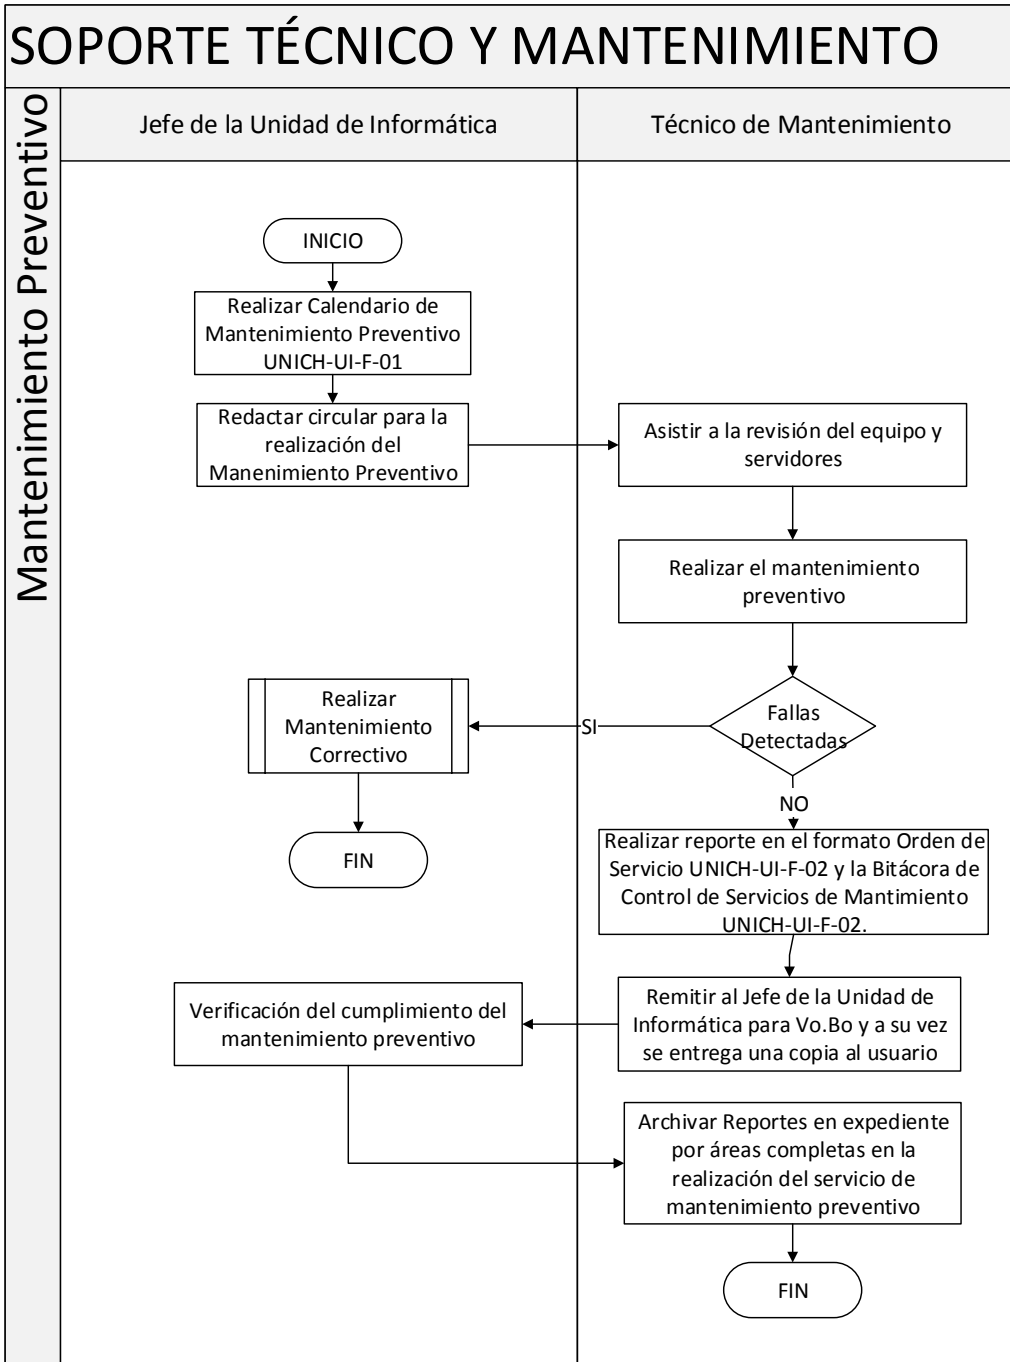 SOPORTE TÉCNICO Y MANTENIMIENTO
Mantenimiento Preventivo
Jefe de la Unidad de Informática
Técnico de Mantenimiento
INICIO
Realizar Calendario de
Mantenimiento Preventivo
UNICH-UI-F-01
Redactar circular para la
realización del
Manenimiento Preventivo
Asistir a la revisión del equipo y
servidores
Realizar el mantenimiento
preventivo
Fallas
Detectadas
SI
Realizar
Mantenimiento
Correctivo
FIN
NO
Realizar reporte en el formato Orden de
Servicio UNICH-UI-F-02 y la Bitácora de
Control de Servicios de Mantimiento
UNICH-UI-F-02.
Remitir al Jefe de la Unidad de
Informática para Vo.Bo y a su vez
se entrega una copia al usuario
Verificación del cumplimiento del
mantenimiento preventivo
Archivar Reportes en expediente
por áreas completas en la
realización del servicio de
mantenimiento preventivo
FIN